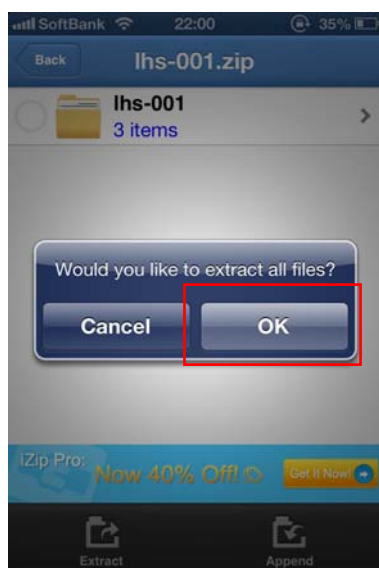 SoftBank 22:00 35%
Back lhs-001.zip
lhs-001
3 items
Would you like to extract all files?
Cancel OK
iZip Pro: Now 40% Off! Get It Now!
Extract Append